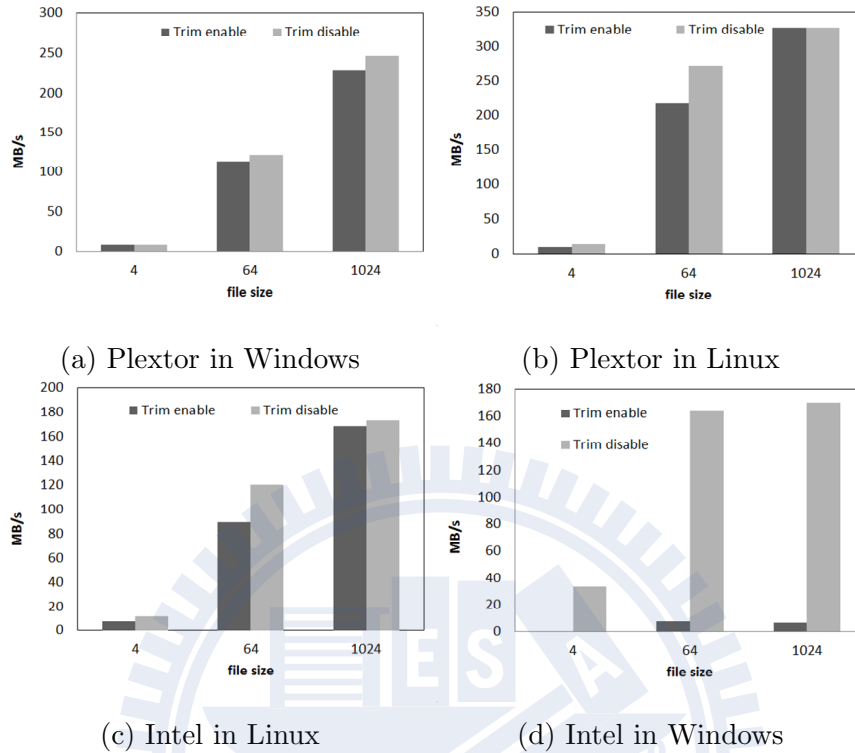 300
250
200
150
100
50
0
MB/s
Trim enable
Trim disable
4
64
1024
file size
(a) Plextor in Windows
350
300
250
200
150
100
50
0
MB/s
Trim enable
Trim disable
4
64
1024
file size
(b) Plextor in Linux
200
180
160
140
120
100
80
60
40
20
0
MB/s
Trim enable
Trim disable
4
64
1024
file size
(c) Intel in Linux
180
160
140
120
100
80
60
40
20
0
MB/s
Trim enable
Trim disable
4
64
1024
file size
(d) Intel in Windows
E S A